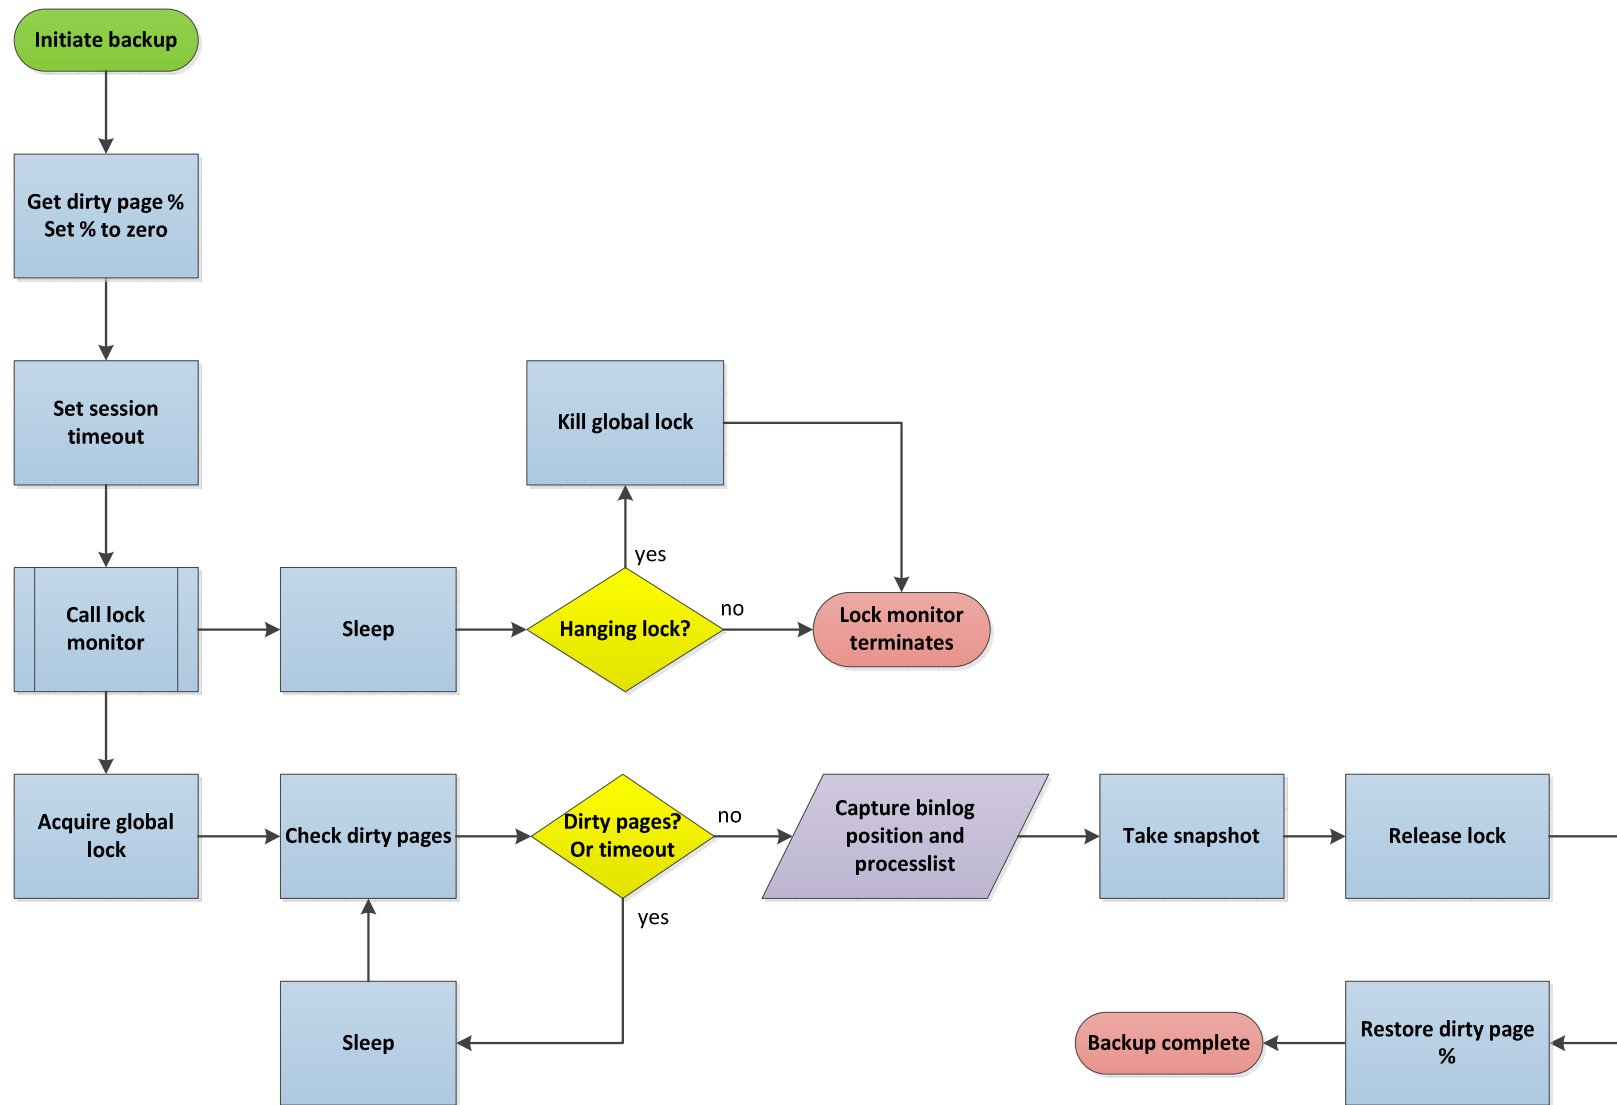 Initiate backup
Get dirty page %
Set % to zero
Set session
timeout
Kill global lock
yes
Call lock
monitor
Sleep
Hanging lock?
no
Lock monitor
terminates
Acquire global
lock
Check dirty pages
Dirty pages?
Or timeout
no
yes
Capture binlog
position and
processlist
Take snapshot
Release lock
Sleep
Backup complete
Restore dirty page
%